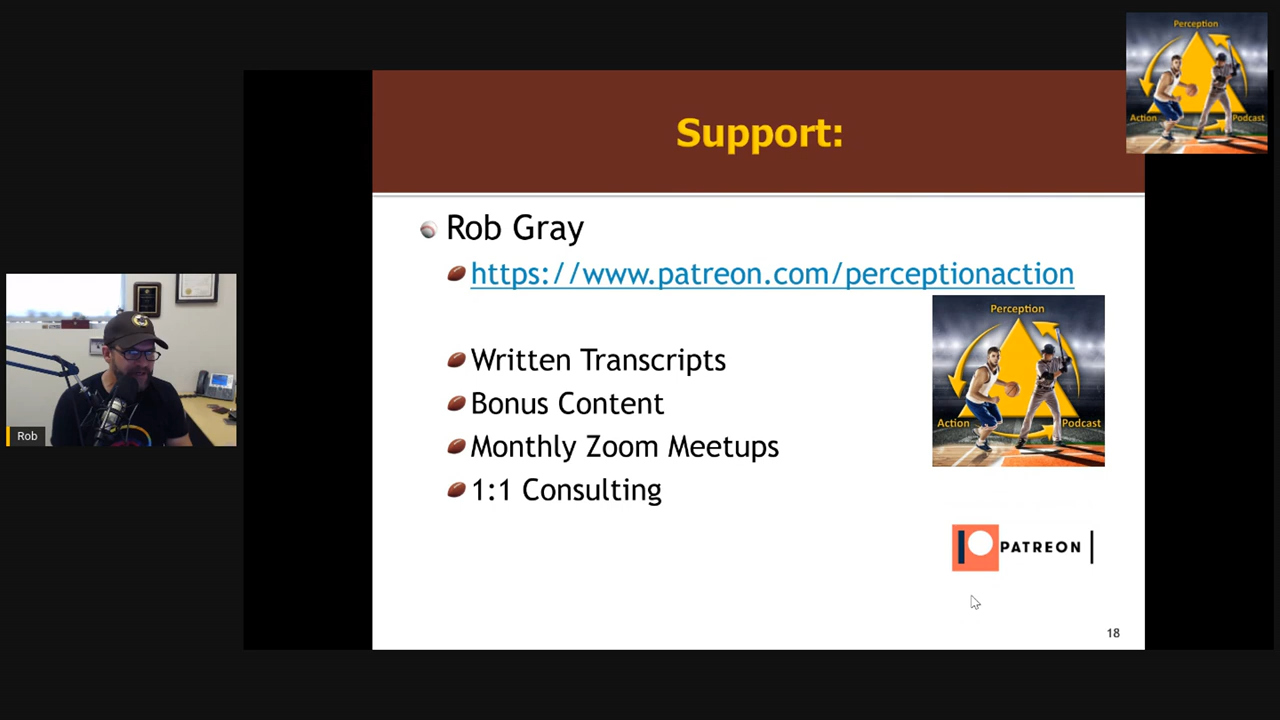 Perception
Action
Podcast
Support:
Rob Gray
https://www.patreon.com/perceptionaction
Written Transcripts
Bonus Content
Monthly Zoom Meetups
1:1 Consulting
Perception
Action
Podcast
PATREON
18
Rob